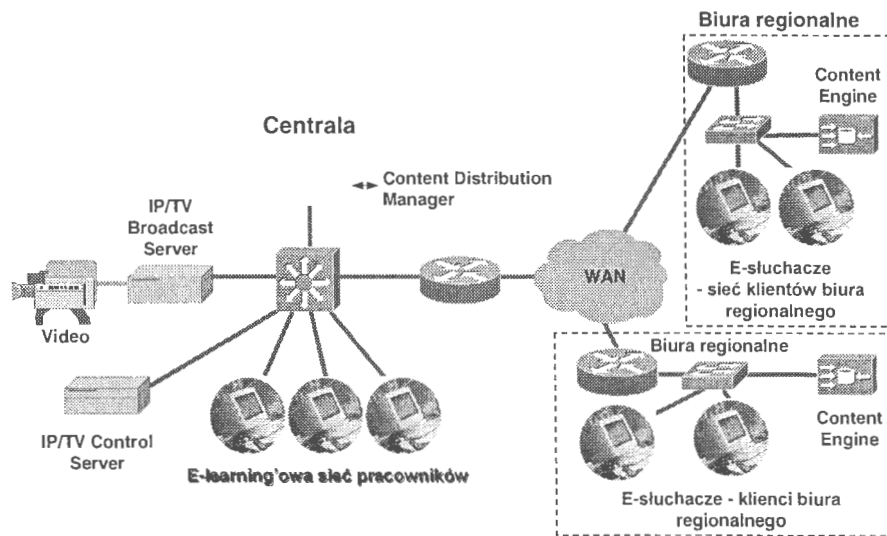 Biura regionalne
Content
Engine
Centrala
Content Distribution
Manager
IP/TV
Broadcast
Server
WAN
E-słuchacze
- sieć klientów biura
regionalnego
Video
Biura regionalne
IP/TV Control
Server
Content
Engine
E-learning'owa sieć pracowników
E-słuchacze - klienci biura
regionalnego